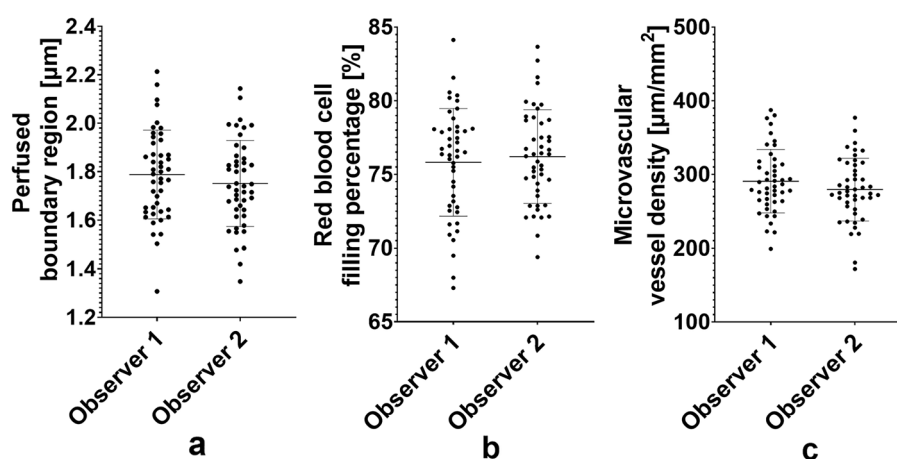 Perfused
boundary region [µm]
2.4
2.2
2.0
1.8
1.6
1.4
1.2
Observer 1
Observer 2
a
Red blood cell
filling percentage [%]
85
80
75
70
65
Observer 1
Observer 2
b
Microvascular
vessel density [µm/mm²]
500
400
300
200
100
Observer 1
Observer 2
c